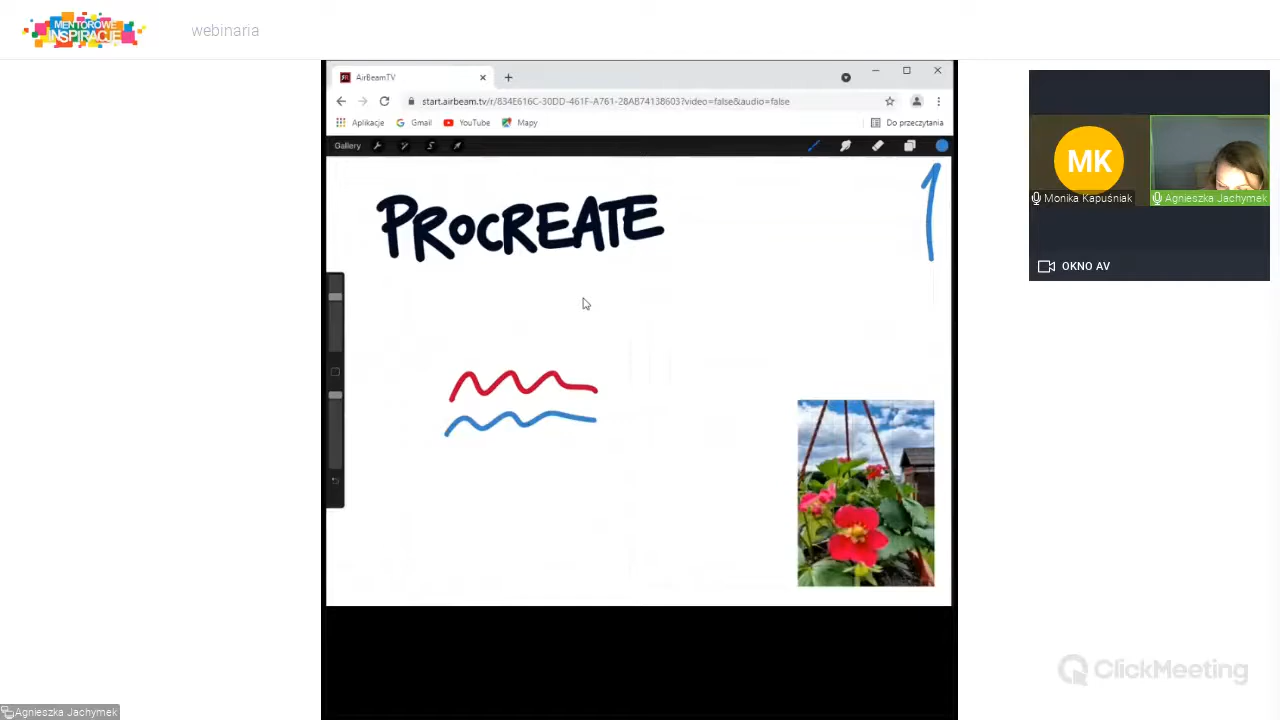 MENTOROWE
INSPIRACJE
webinaria
AirBeamTV
start.airbeam.tv/r/834E616C-30DD-461F-A761-28AB74138603?video=false&audio=false
Aplikacje
Gmail
YouTube
Mapy
Do przeczytania
Gallery
PROCREATE
1
MK
Monika Kapuśniak
Agnieszka Jachymek
OKNO AV
ClickMeeting
Agnieszka Jachymek